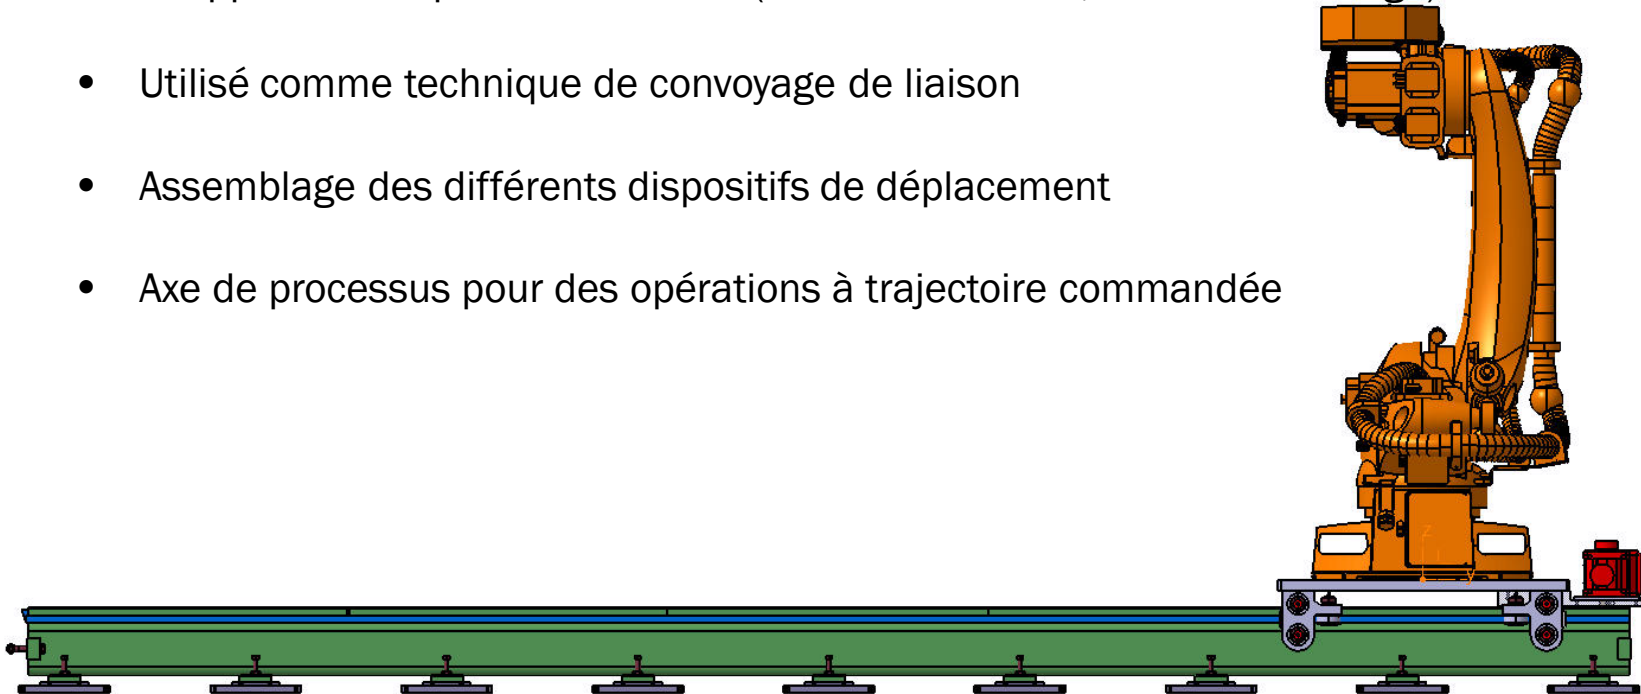 • Utilisé comme technique de convoyage de liaison
• Assemblage des différents dispositifs de déplacement
• Axe de processus pour des opérations à trajectoire commandée
z
y